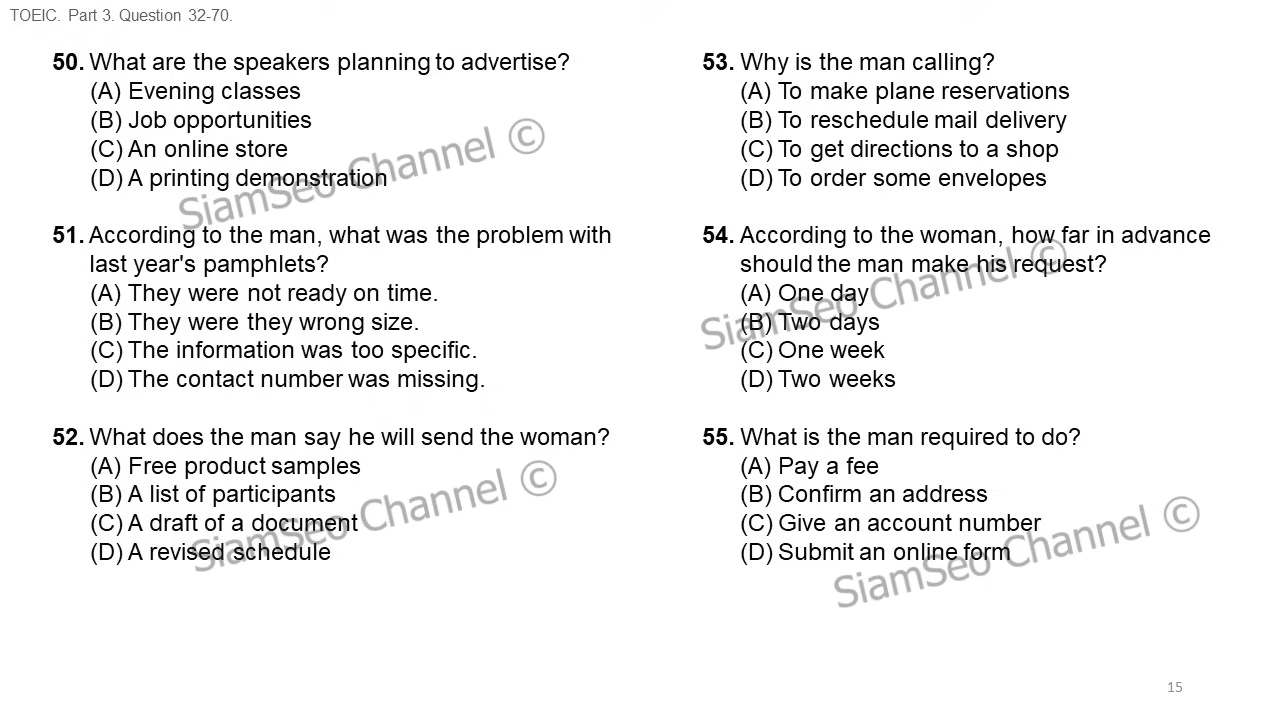 TOEIC. Part 3. Question 32-70.
50. What are the speakers planning to advertise?
(A) Evening classes
(B) Job opportunities
(C) An online store
(D) A printing demonstration
51. According to the man, what was the problem with
last year's pamphlets?
(A) They were not ready on time.
(B) They were they wrong size.
(C) The information was too specific.
(D) The contact number was missing.
52. What does the man say he will send the woman?
(A) Free product samples
(B) A list of participants
(C) A draft of a document
(D) A revised schedule
53. Why is the man calling?
(A) To make plane reservations
(B) To reschedule mail delivery
(C) To get directions to a shop
(D) To order some envelopes
54. According to the woman, how far in advance
should the man make his request?
(A) One day
(B) Two days
(C) One week
(D) Two weeks
55. What is the man required to do?
(A) Pay a fee
(B) Confirm an address
(C) Give an account number
(D) Submit an online form
SiamSeo Channel ©
SiamSeo Channel ©
SiamSeo Channel ©
SiamSeo Channel ©
15